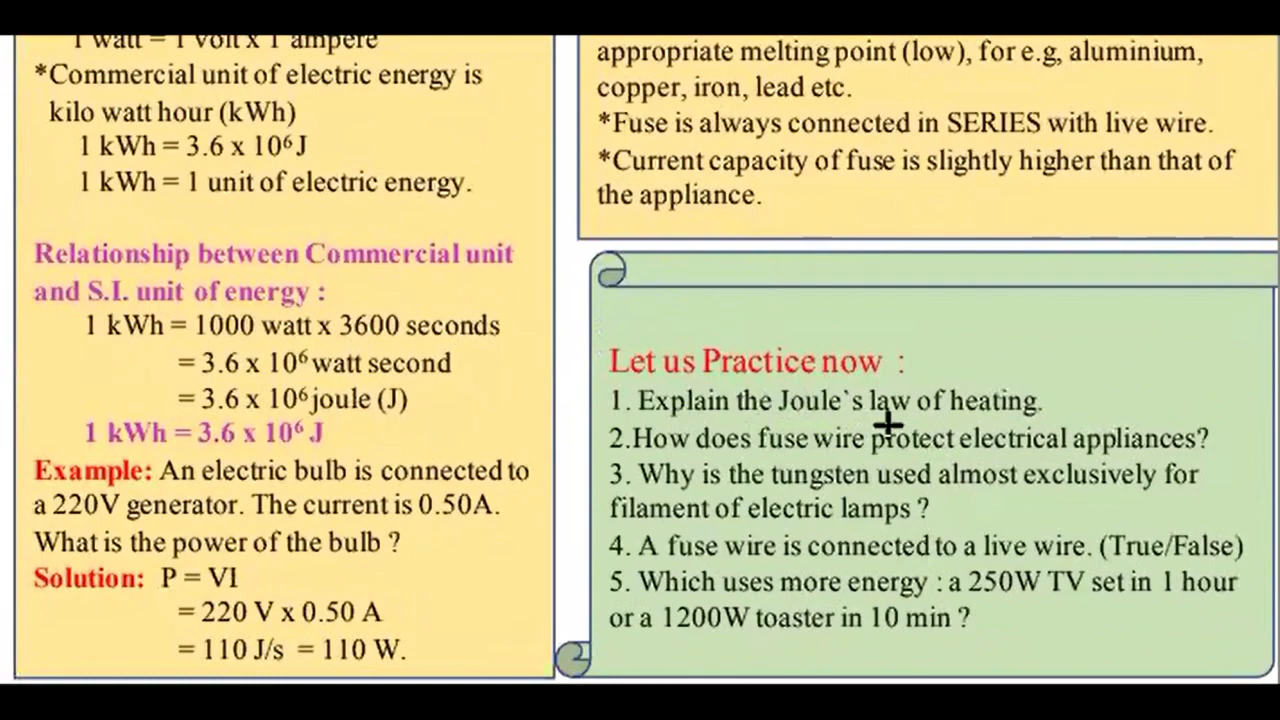 1 watt = 1 volt x 1 ampere
*Commercial unit of electric energy is
kilo watt hour (kWh)
1 kWh = 3.6 x 10⁶ J
1 kWh = 1 unit of electric energy.
Relationship between Commercial unit
and S.I. unit of energy :
1 kWh = 1000 watt x 3600 seconds
= 3.6 x 10⁶ watt second
= 3.6 x 10⁶ joule (J)
1 kWh = 3.6 x 10⁶ J
Example: An electric bulb is connected to
a 220V generator. The current is 0.50A.
What is the power of the bulb ?
Solution: P = VI
= 220 V x 0.50 A
= 110 J/s = 110 W.
appropriate melting point (low), for e.g, aluminium,
copper, iron, lead etc.
*Fuse is always connected in SERIES with live wire.
*Current capacity of fuse is slightly higher than that of
the appliance.
Let us Practice now :
1. Explain the Joule`s law of heating.
2.How does fuse wire protect electrical appliances?
3. Why is the tungsten used almost exclusively for
filament of electric lamps ?
4. A fuse wire is connected to a live wire. (True/False)
5. Which uses more energy : a 250W TV set in 1 hour
or a 1200W toaster in 10 min ?